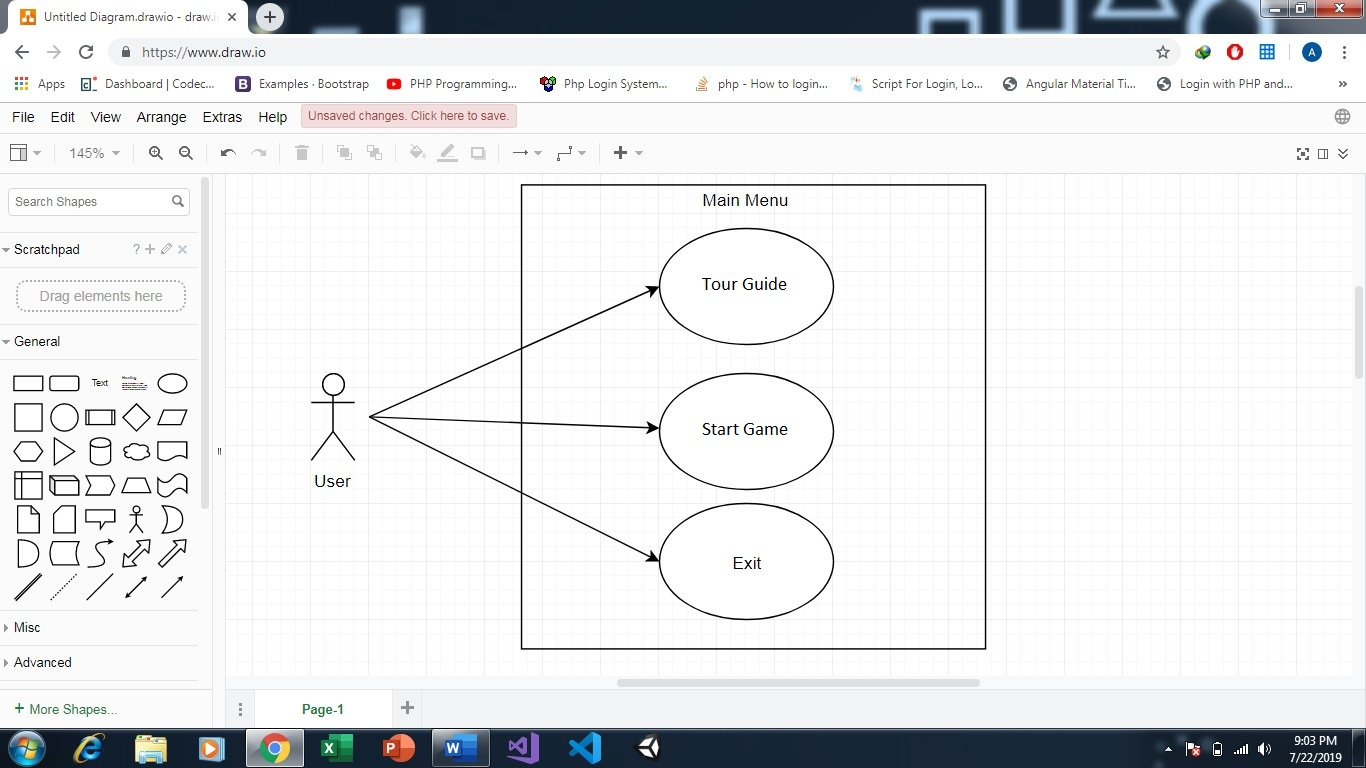 Untitled Diagram.drawio - draw.i
https://www.draw.io
A
Apps
Dashboard | Codec...
Examples · Bootstrap
PHP Programming...
Php Login System...
php - How to login...
Script For Login, Lo...
Angular Material Ti...
Login with PHP and...
»
File Edit View Arrange Extras Help
Unsaved changes. Click here to save.
145%
Search Shapes
Scratchpad
?
Drag elements here
General
Text
Heading
Misc
Advanced
+ More Shapes...
Main Menu
Tour Guide
Start Game
Exit
User
Page-1
9:03 PM
7/22/2019